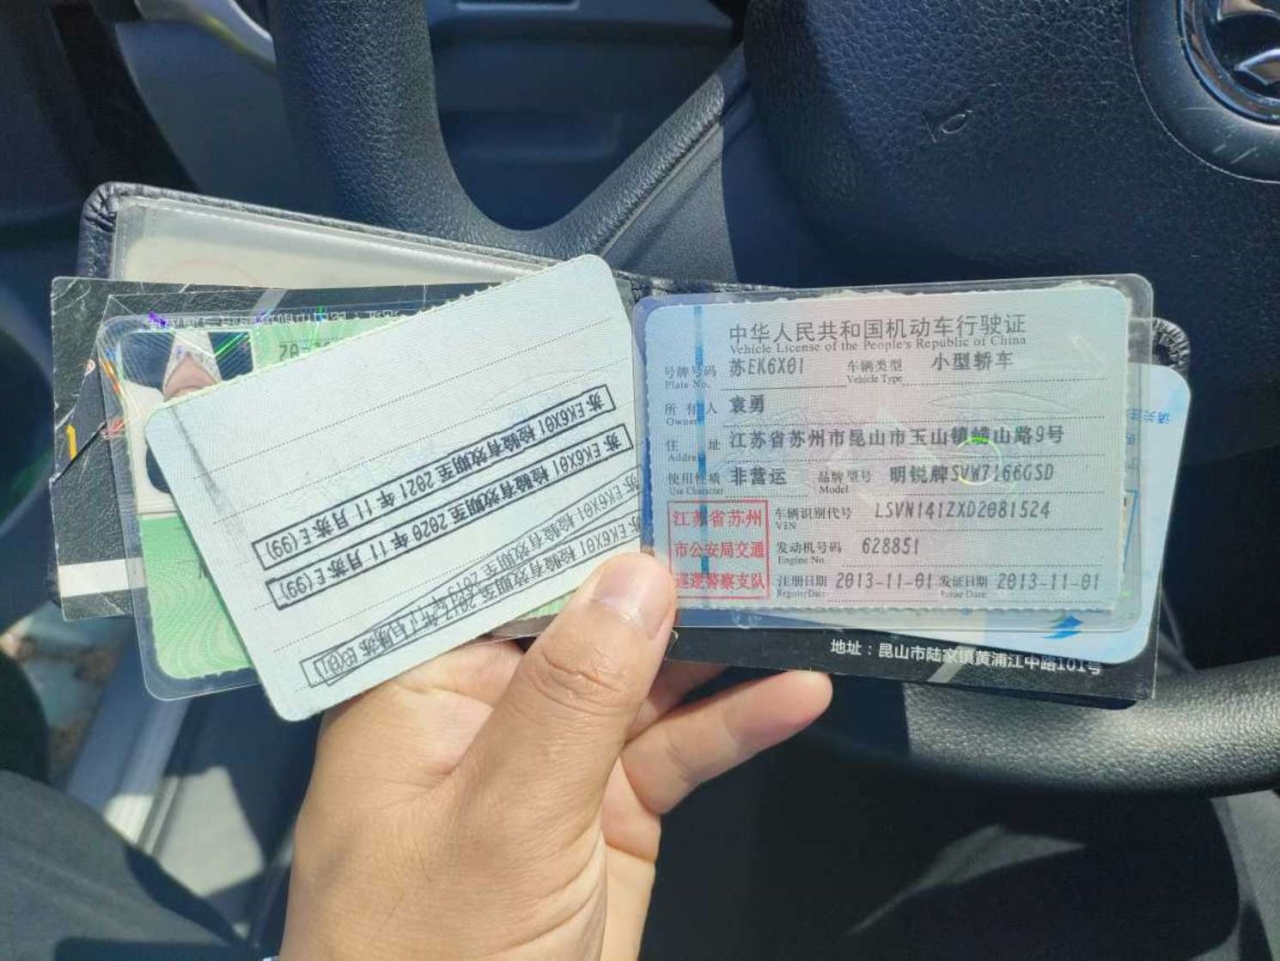 苏EK6X01检验有效期至2021年11月苏E(99)
苏EK6X01检验有效期至2020年11月苏E(99)
中华人民共和国机动车行驶证
Vehicle License of the People's Republic of China
号牌号码 苏EK6X01 车辆类型 小型轿车
Plate No. Vehicle Type
所有人 袁勇
Owner
住址 江苏省苏州市昆山市玉山镇嵋山路9号
Address
使用性质 非营运 品牌型号 明锐牌SVW7166GSD
Use Character Model
江苏省苏州
市公安局交通
巡逻警察支队
车辆识别代号 LSVNI41ZXD2081524
VIN
发动机号码 628851
Engine No.
注册日期 2013-11-01 发证日期 2013-11-01
Register Date Issue Date
地址：昆山市陆家镇黄浦江中路101号